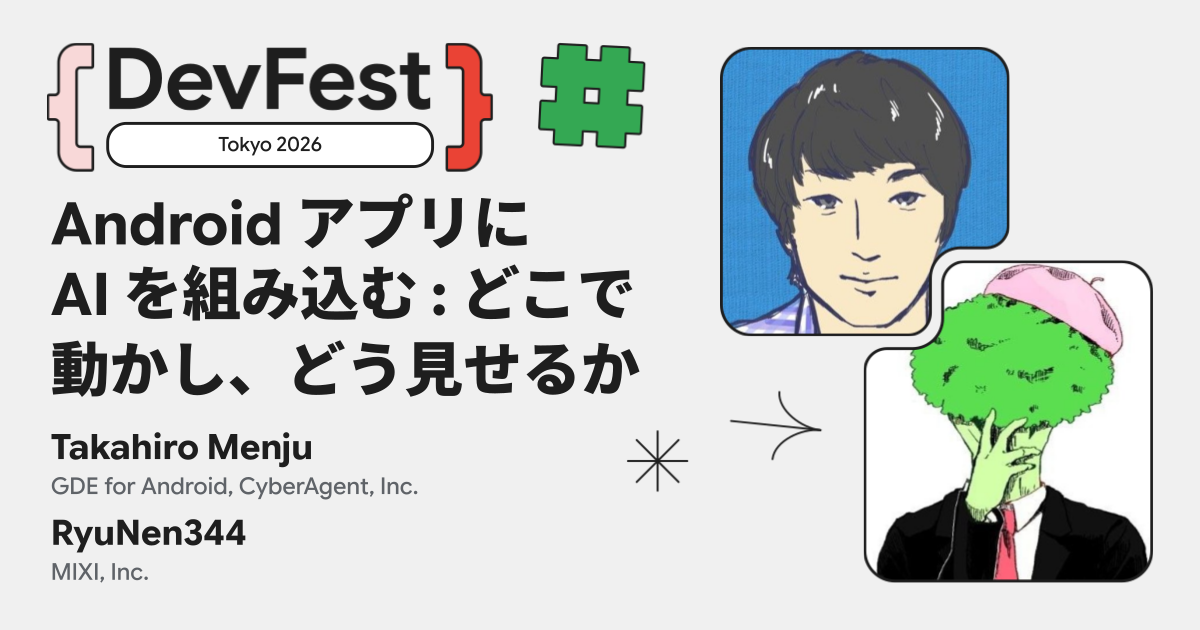 DevFest
Tokyo 2026
Android アプリに
AI を組み込む : どこで
動かし、どう見せるか
Takahiro Menju
GDE for Android, CyberAgent, Inc.
RyuNen344
MIXI, Inc.